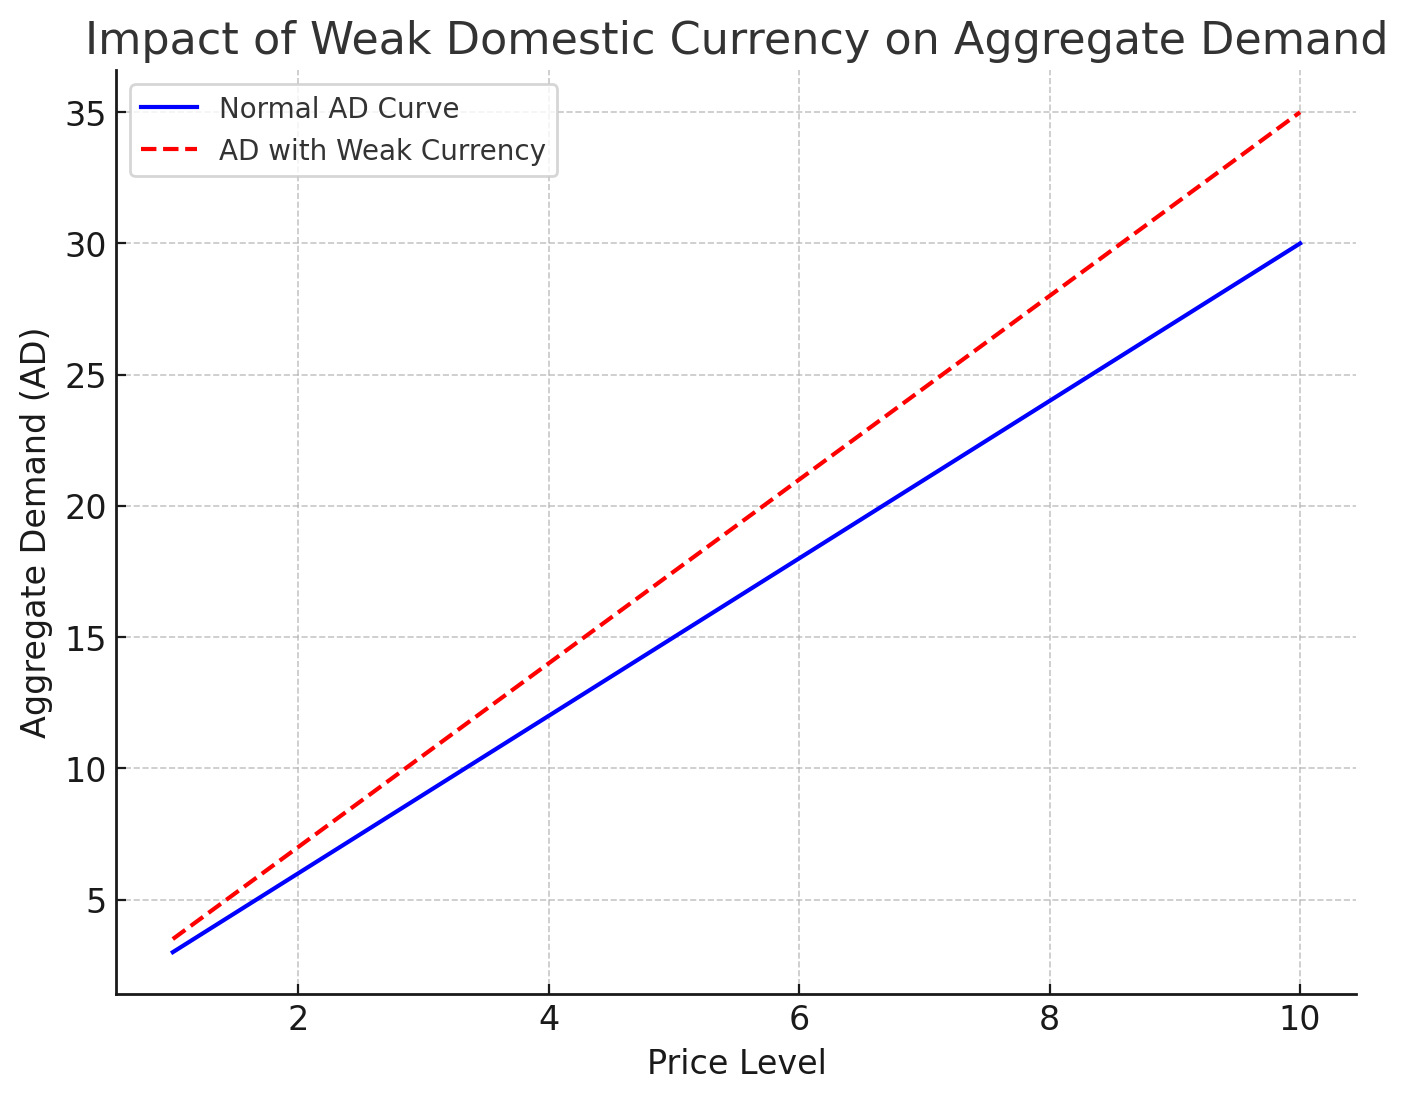 Impact of Weak Domestic Currency on Aggregate Demand
Normal AD Curve
AD with Weak Currency
Aggregate Demand (AD)
35
30
25
20
15
10
5
2 4 6 8 10
Price Level